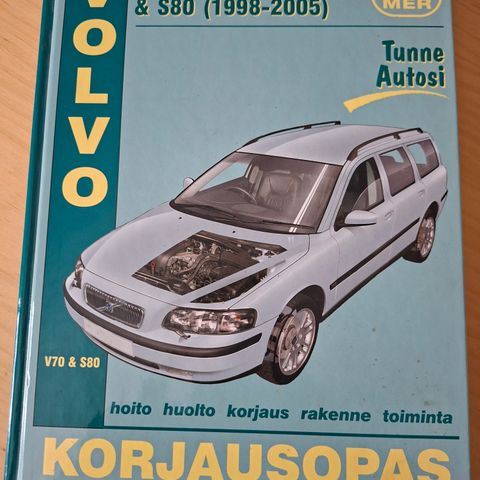 VOLVO
& S80 (1998-2005)
MER
Tunne
Autosi
V70 & S80
hoito huolto korjaus rakenne toiminta
KORJAUSOPAS